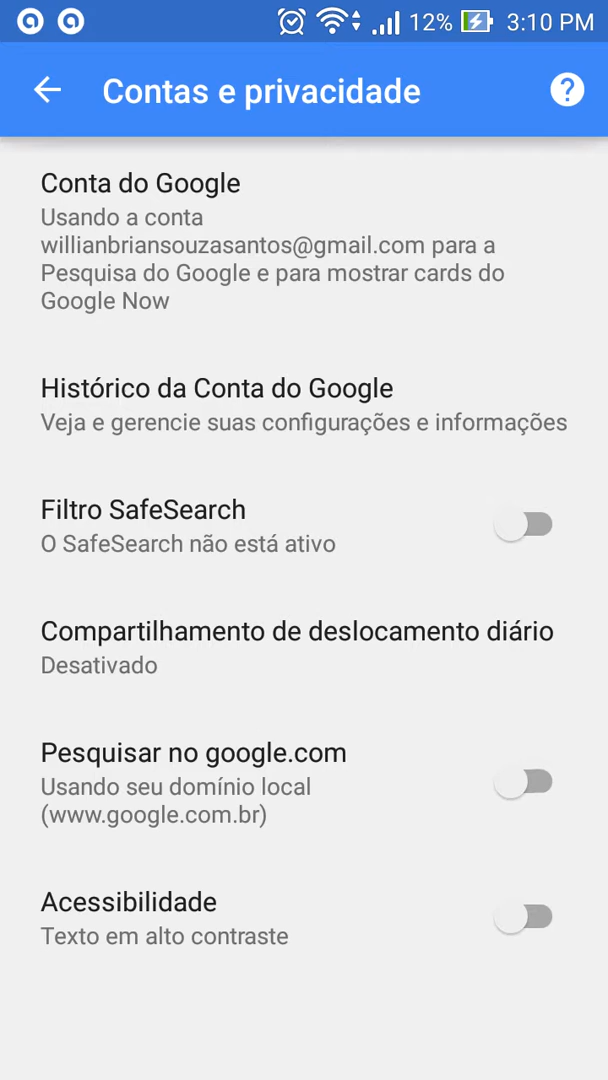 12% 3:10 PM
Contas e privacidade ?
Conta do Google
Usando a conta
willianbriansouzasantos@gmail.com para a
Pesquisa do Google e para mostrar cards do
Google Now
Histórico da Conta do Google
Veja e gerencie suas configurações e informações
Filtro SafeSearch
O SafeSearch não está ativo
Compartilhamento de deslocamento diário
Desativado
Pesquisar no google.com
Usando seu domínio local
(www.google.com.br)
Acessibilidade
Texto em alto contraste